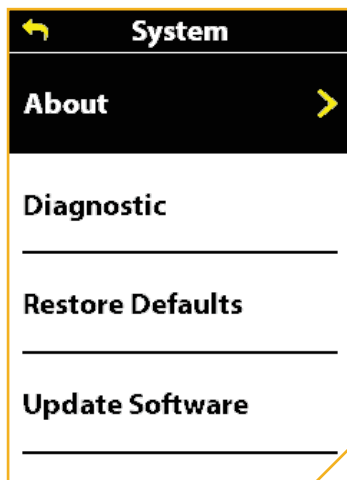 System
About
Diagnostic
Restore Defaults
Update Software